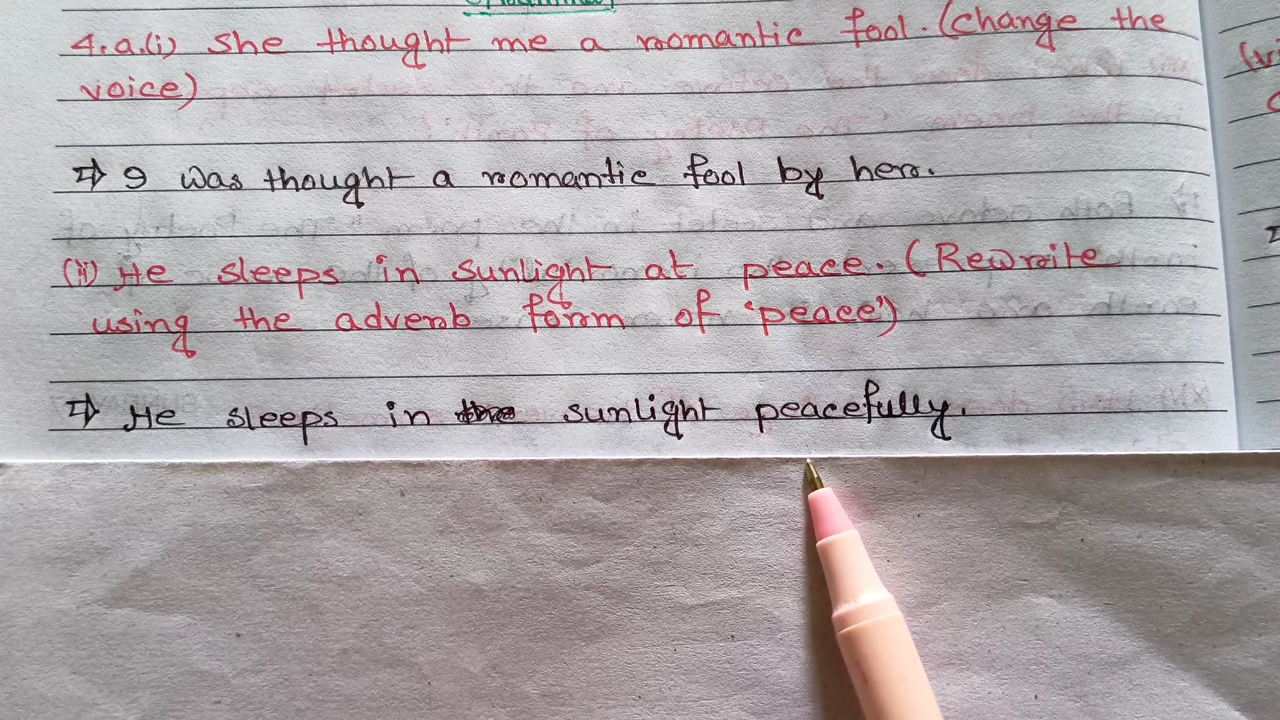 4.a.(i) She thought me a romantic fool. (Change the
voice)
⇒ I was thought a romantic fool by her.
(ii) He sleeps in sunlight at peace. (Rewrite
using the adverb form of 'peace')
⇒ He sleeps in sunlight peacefully.